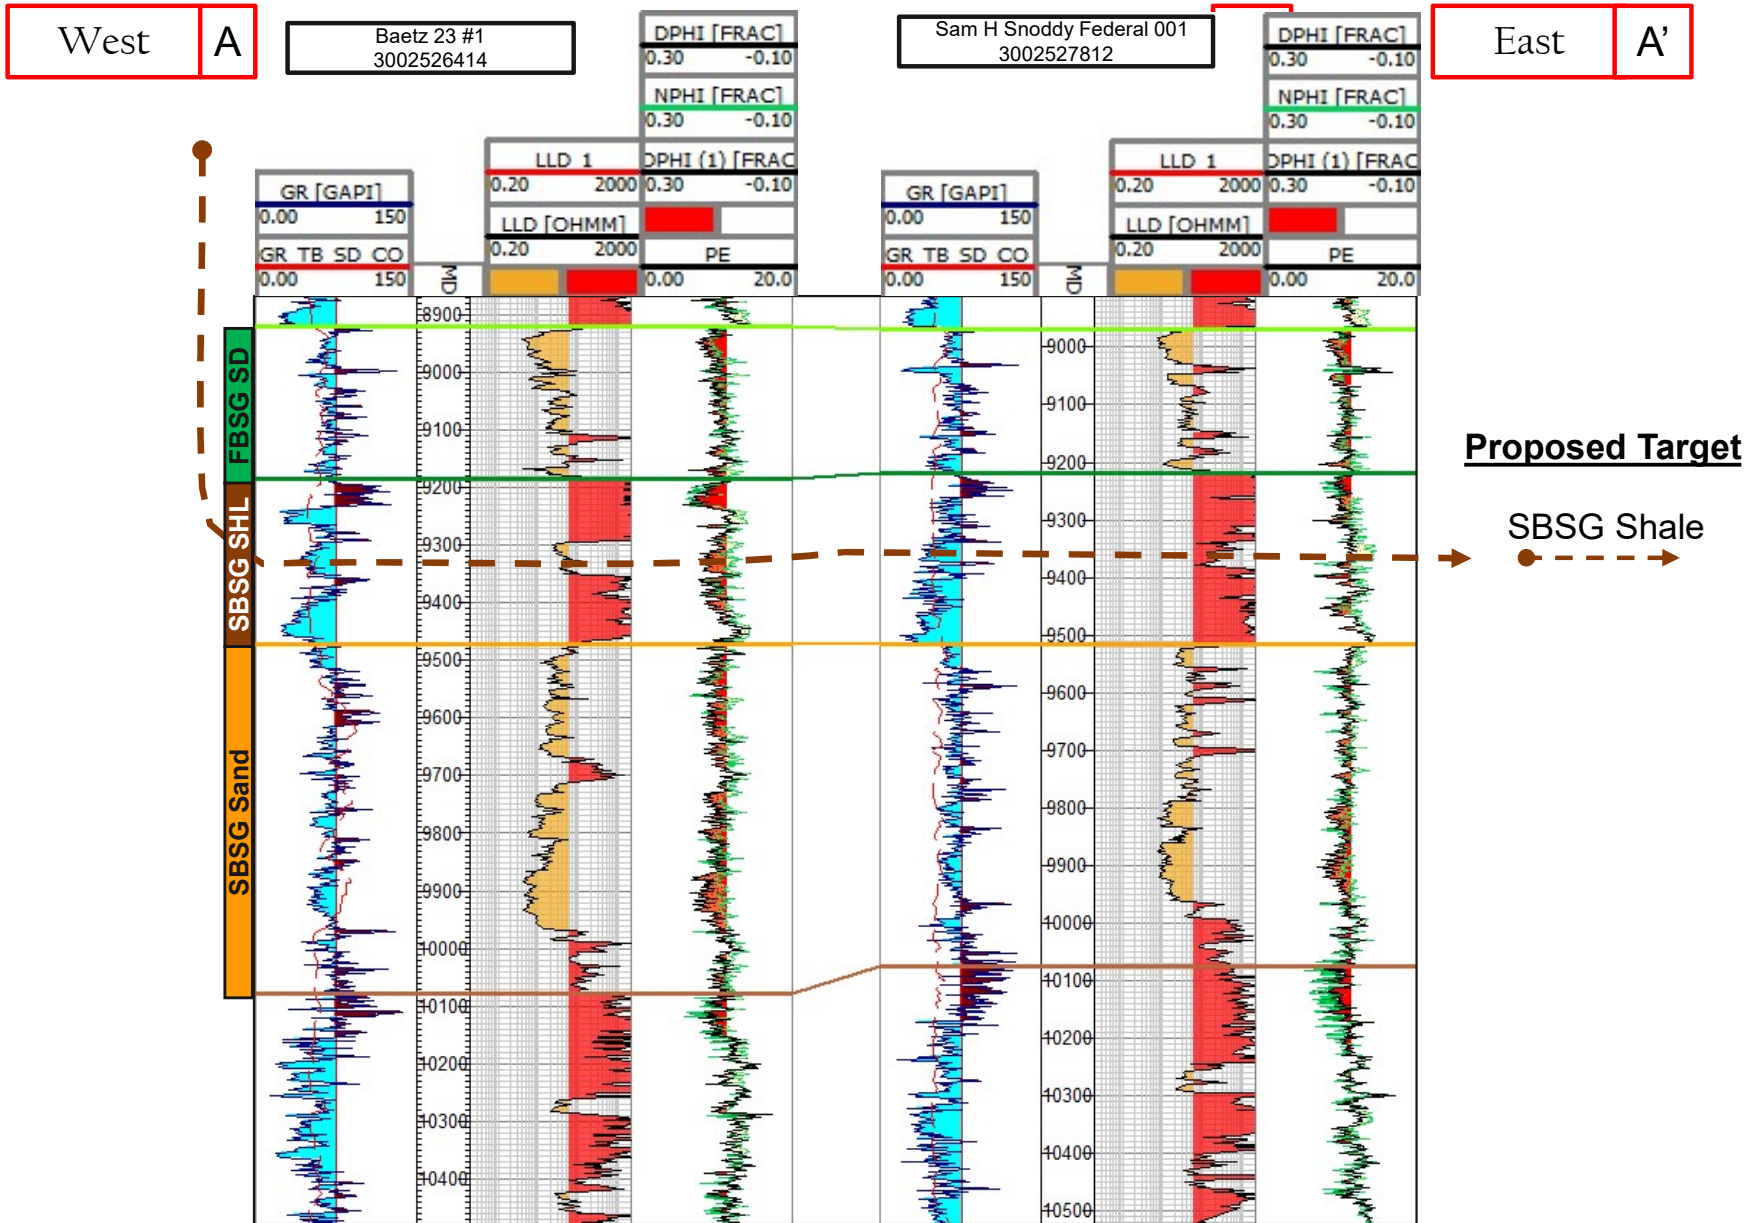 West A
Baetz 23 #1
3002526414
Sam H Snoddy Federal 001
3002527812
East A'
GR [GAPI]
0.00 150
GR TB SD CO
0.00 150
MD
LLD 1
0.20 2000
LLD [OHMM]
0.20 2000
DPHI [FRAC]
0.30 -0.10
NPHI [FRAC]
0.30 -0.10
DPHI (1) [FRAC
0.30 -0.10
PE
0.00 20.0
GR [GAPI]
0.00 150
GR TB SD CO
0.00 150
MD
LLD 1
0.20 2000
LLD [OHMM]
0.20 2000
DPHI [FRAC]
0.30 -0.10
NPHI [FRAC]
0.30 -0.10
DPHI (1) [FRAC
0.30 -0.10
PE
0.00 20.0
FBSG SD
SBSG SHL
SBSG Sand
8900
9000
9100
9200
9300
9400
9500
9600
9700
9800
9900
10000
10100
10200
10300
10400
9000
9100
9200
9300
9400
9500
9600
9700
9800
9900
10000
10100
10200
10300
10400
10500
Proposed Target
SBSG Shale